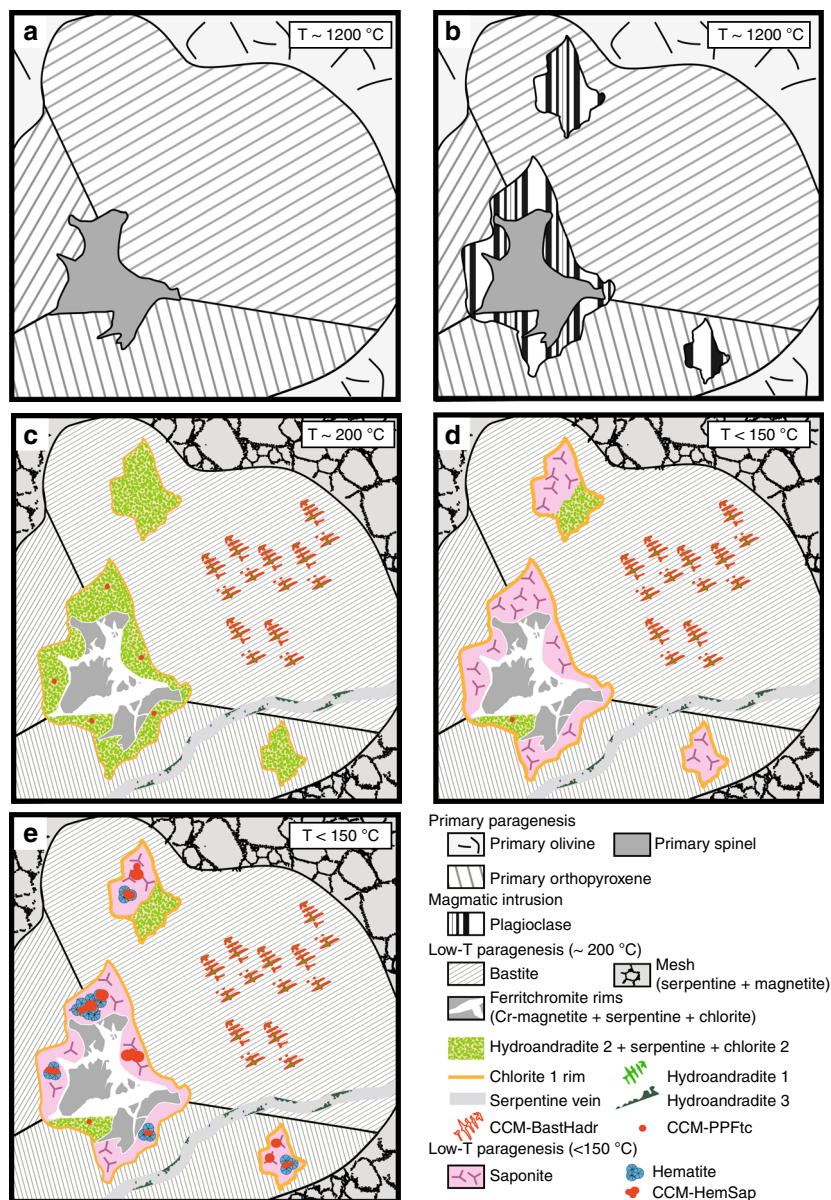 a
T ~ 1200 °C
b
T ~ 1200 °C
c
T ~ 200 °C
d
T < 150 °C
e
T < 150 °C
Primary paragenesis
Primary olivine
Primary spinel
Primary orthopyroxene
Magmatic intrusion
Plagioclase
Low-T paragenesis (~ 200 °C)
Bastite
Mesh
(serpentine + magnetite)
Ferritchromite rims
(Cr-magnetite + serpentine + chlorite)
Hydroandradite 2 + serpentine + chlorite 2
Chlorite 1 rim
Hydroandradite 1
Serpentine vein
Hydroandradite 3
CCM-BastHadr
CCM-PPFtc
Low-T paragenesis (<150 °C)
Saponite
Hematite
CCM-HemSap